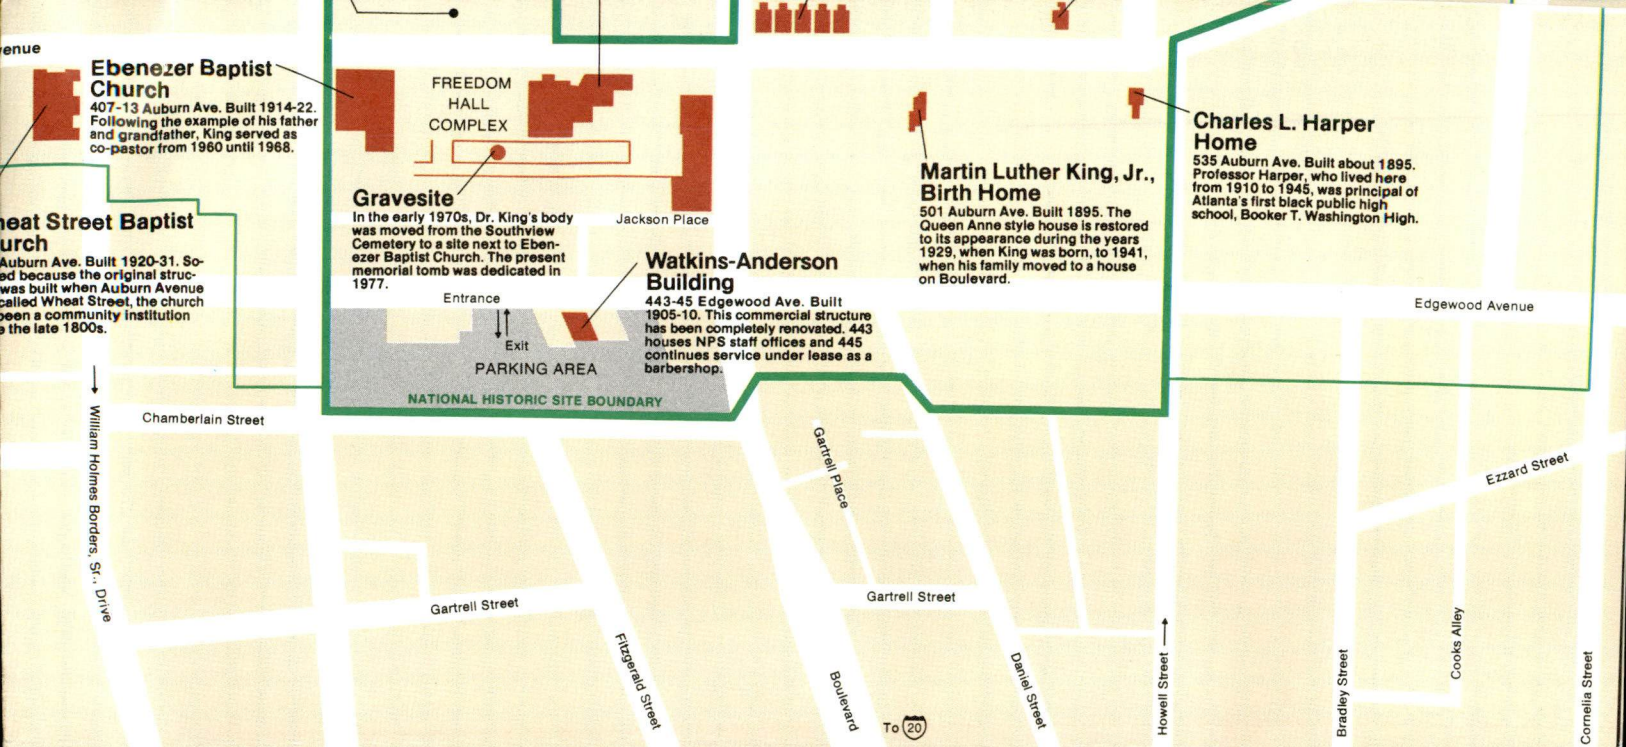 enue
Ebenezer Baptist
Church
407-13 Auburn Ave. Built 1914-22.
Following the example of his father
and grandfather, King served as
co-pastor from 1960 until 1968.
FREEDOM
HALL
COMPLEX
Gravesite
In the early 1970s, Dr. King's body
was moved from the Southview
Cemetery to a site next to Eben-
ezer Baptist Church. The present
memorial tomb was dedicated in
1977.
Jackson Place
Martin Luther King, Jr.,
Birth Home
501 Auburn Ave. Built 1895. The
Queen Anne style house is restored
to its appearance during the years
1929, when King was born, to 1941,
when his family moved to a house
on Boulevard.
Charles L. Harper
Home
535 Auburn Ave. Built about 1895.
Professor Harper, who lived here
from 1910 to 1945, was principal of
Atlanta's first black public high
school, Booker T. Washington High.
heat Street Baptist
urch
Auburn Ave. Built 1920-31. So-
ed because the original struc-
was built when Auburn Avenue
called Wheat Street, the church
been a community institution
e the late 1800s.
Watkins-Anderson
Building
443-45 Edgewood Ave. Built
1905-10. This commercial structure
has been completely renovated. 443
houses NPS staff offices and 445
continues service under lease as a
barbershop.
Entrance
Exit
PARKING AREA
NATIONAL HISTORIC SITE BOUNDARY
Edgewood Avenue
Chamberlain Street
William Holmes Borders, Sr., Drive
Gartrell Place
Ezzard Street
Gartrell Street
Gartrell Street
Fitzgerald Street
Boulevard
To 20
Daniel Street
Howell Street
Bradley Street
Cooks Alley
Cornelia Street